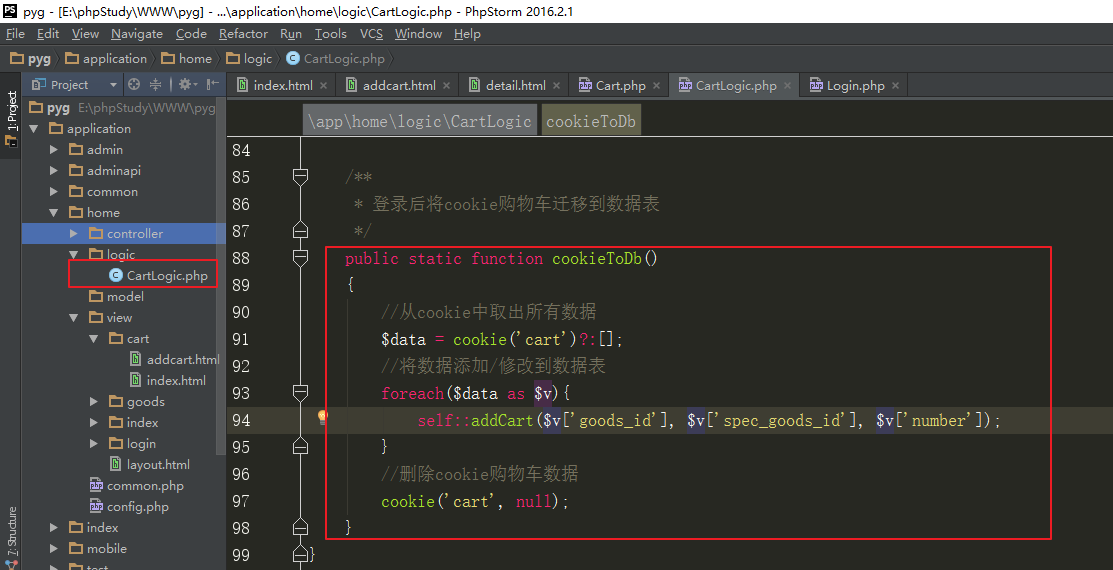 pyg - [E:\phpStudy\WWW\pyg] - ...\application\home\logic\CartLogic.php - PhpStorm 2016.2.1
File Edit View Navigate Code Refactor Run Tools VCS Window Help
pyg application home logic CartLogic.php
Project index.html addcart.html detail.html Cart.php CartLogic.php Login.php
1: Project
7: Structure
pyg E:\phpStudy\WWW\pyg
application
admin
adminapi
common
home
controller
logic
CartLogic.php
model
view
cart
addcart.html
index.html
goods
index
login
layout.html
common.php
config.php
index
mobile
test
\app\home\logic\CartLogic cookieToDb
84
85 /**
86 * 登录后将cookie购物车迁移到数据表
87 */
88 public static function cookieToDb()
89 {
90 //从cookie中取出所有数据
91 $data = cookie('cart')?:[];
92 //将数据添加/修改到数据表
93 foreach($data as $v){
94 self::addCart($v['goods_id'], $v['spec_goods_id'], $v['number']);
95 }
96 //删除cookie购物车数据
97 cookie('cart', null);
98 }
99 }